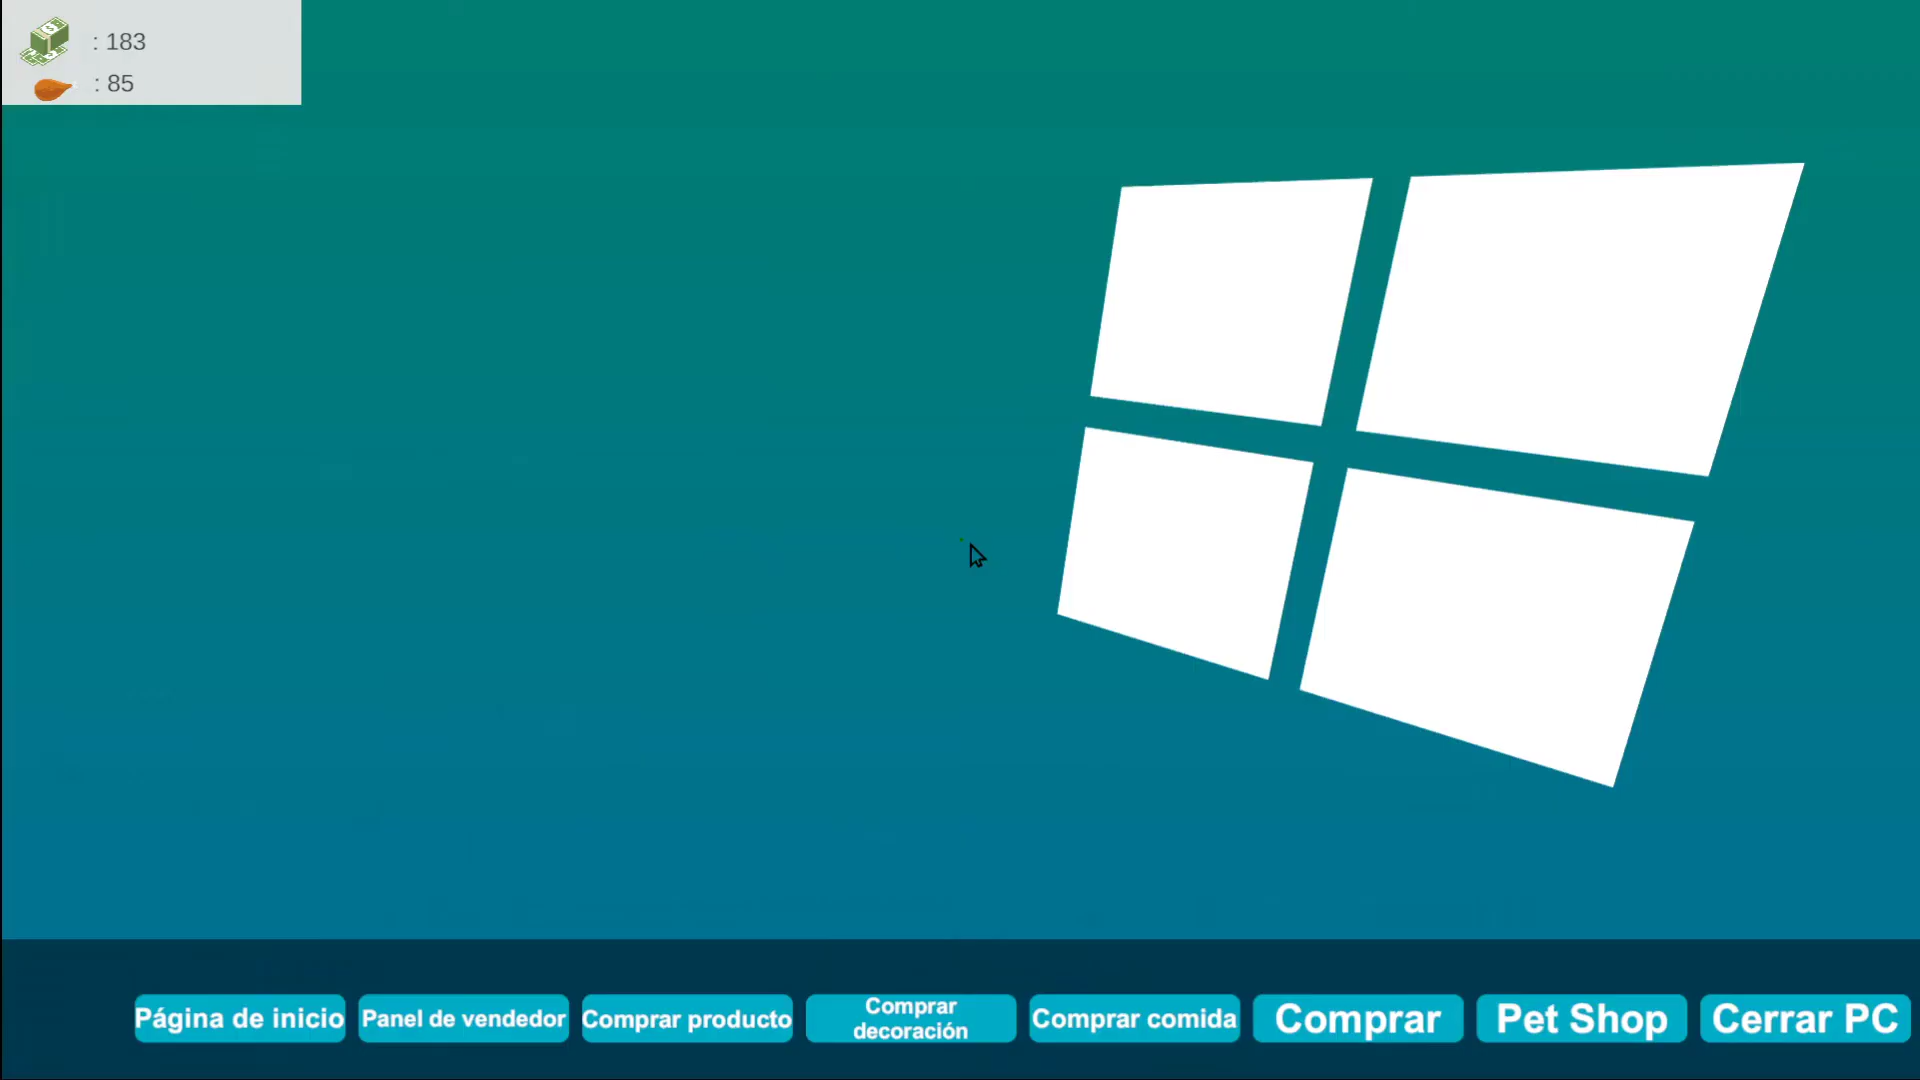 : 183
: 85
Página de inicio
Panel de vendedor
Comprar producto
Comprar
decoración
Comprar comida
Comprar
Pet Shop
Cerrar PC